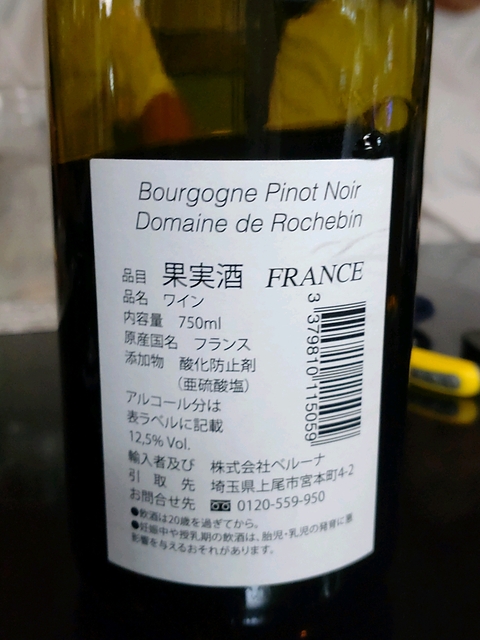 Bourgogne Pinot Noir
Domaine de Rochebin
品目 果実酒 FRANCE
品名 ワイン
内容量 750ml
原産国名 フランス
添加物 酸化防止剤
（亜硫酸塩）
アルコール分は
表ラベルに記載
12,5% Vol.
3 379810 115059
輸入者及び 株式会社ベルーナ
引取先 埼玉県上尾市宮本町4-2
お問合せ先 0120-559-950
●飲酒は20歳を過ぎてから。
●妊娠中や授乳期の飲酒は、胎児・乳児の発育に悪
影響を与えるおそれがあります。